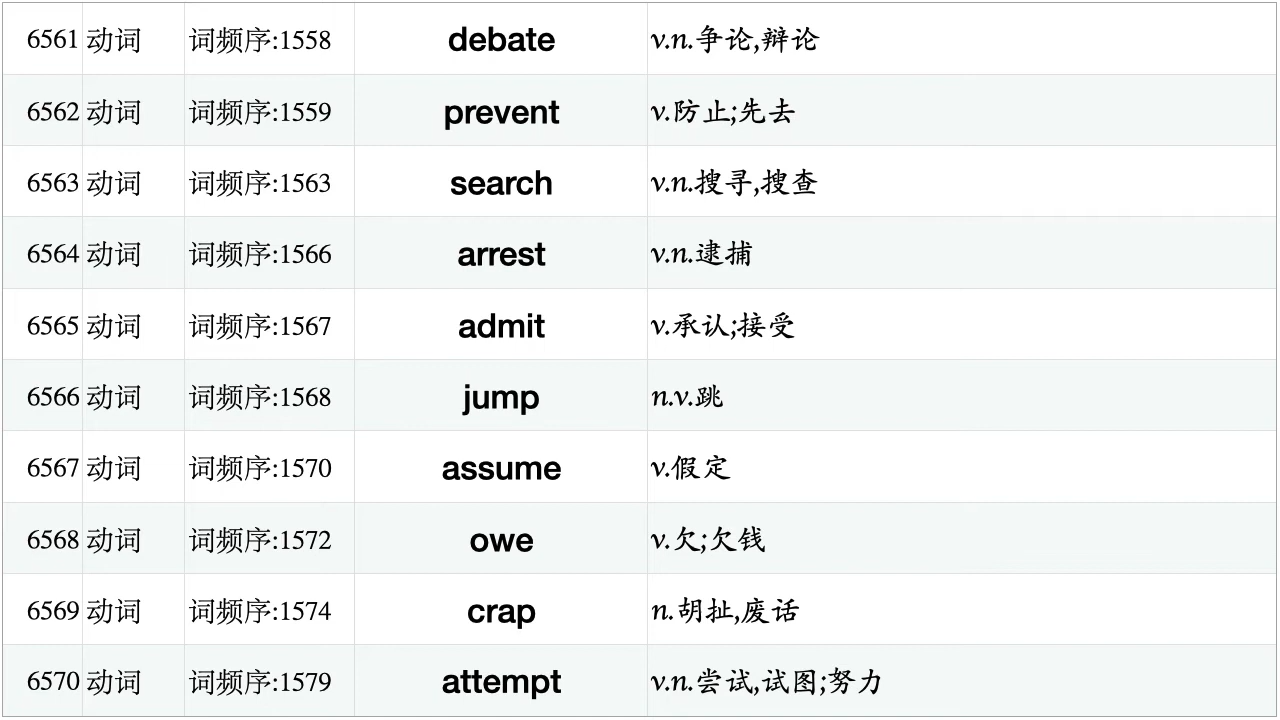 6561 动词 词频序:1558 debate v.n.争论,辩论
6562 动词 词频序:1559 prevent v.防止;先去
6563 动词 词频序:1563 search v.n.搜寻,搜查
6564 动词 词频序:1566 arrest v.n.逮捕
6565 动词 词频序:1567 admit v.承认;接受
6566 动词 词频序:1568 jump n.v.跳
6567 动词 词频序:1570 assume v.假定
6568 动词 词频序:1572 owe v.欠;欠钱
6569 动词 词频序:1574 crap n.胡扯,废话
6570 动词 词频序:1579 attempt v.n.尝试,试图;努力